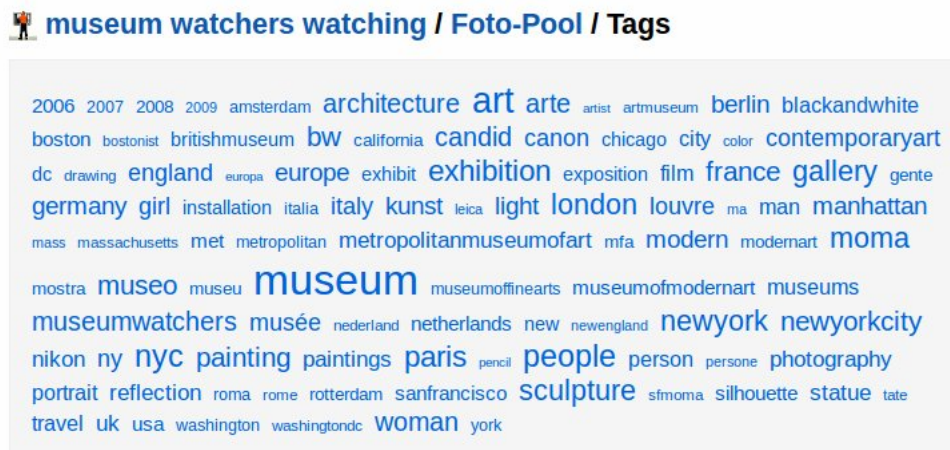 museum watchers watching / Foto-Pool / Tags
2006 2007 2008 2009 amsterdam architecture art arte artist artmuseum berlin blackandwhite
boston bostonist britishmuseum bw california candid canon chicago city color contemporaryart
dc drawing england europa europe exhibit exhibition exposition film france gallery gente
germany girl installation italia italy kunst leica light london louvre ma man manhattan
mass massachusetts met metropolitan metropolitanmuseumofart mfa modern modernart moma
mostra museo museu museum museumoffinearts museumofmodernart museums
museumwatchers musée nederland netherlands new newengland newyork newyorkcity
nikon ny nyc painting paintings paris pencil people person persone photography
portrait reflection roma rome rotterdam sanfrancisco sculpture sfmoma silhouette statue tate
travel uk usa washington washingtondc woman york